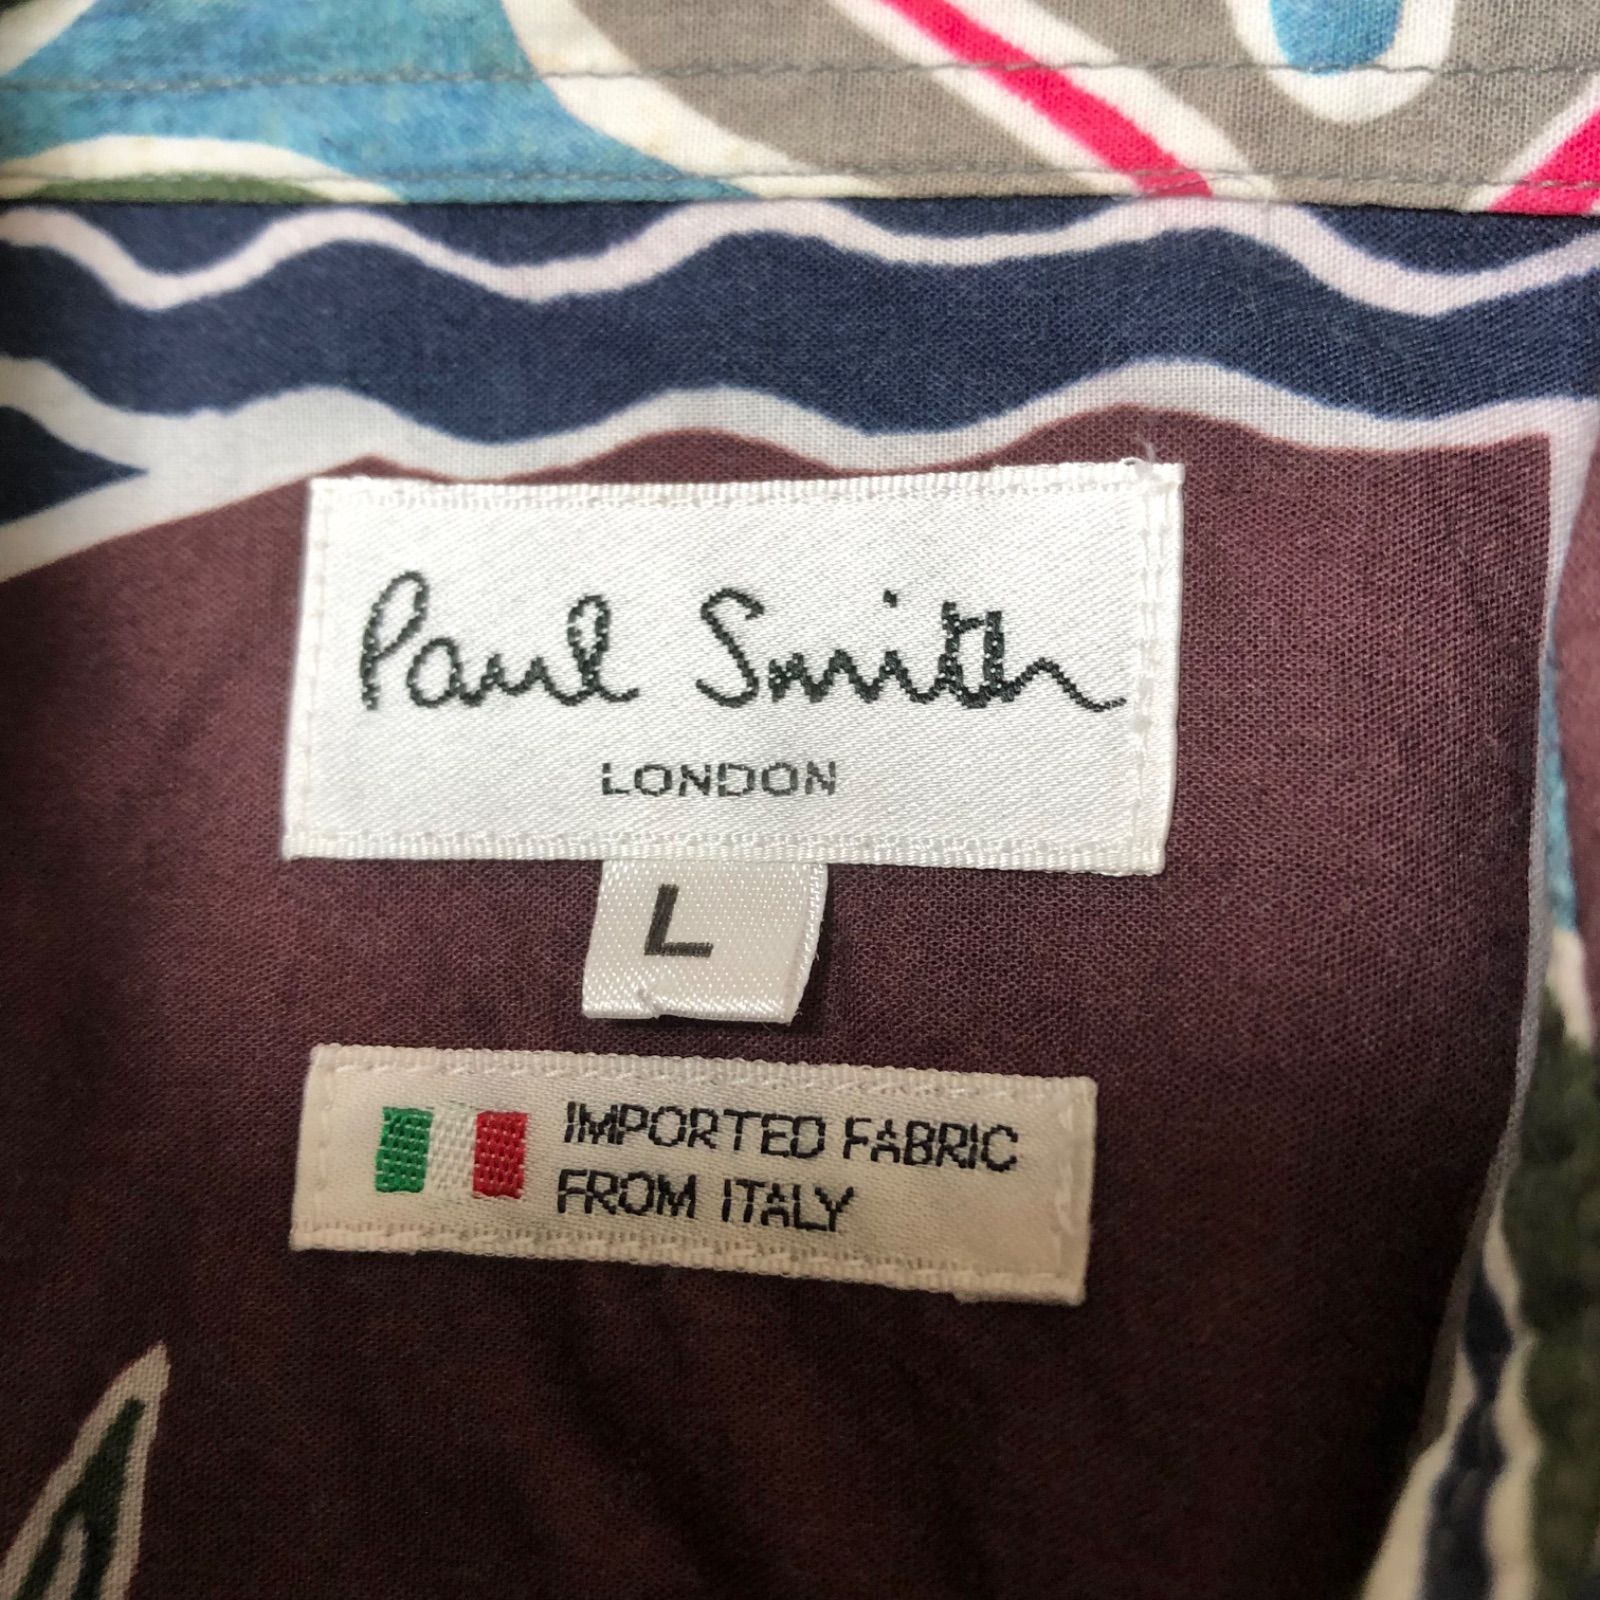 Paul Smith
LONDON
L
IMPORTED FABRIC
FROM ITALY